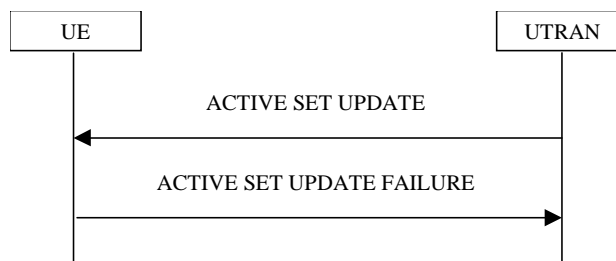 UE
UTRAN
ACTIVE SET UPDATE
ACTIVE SET UPDATE FAILURE